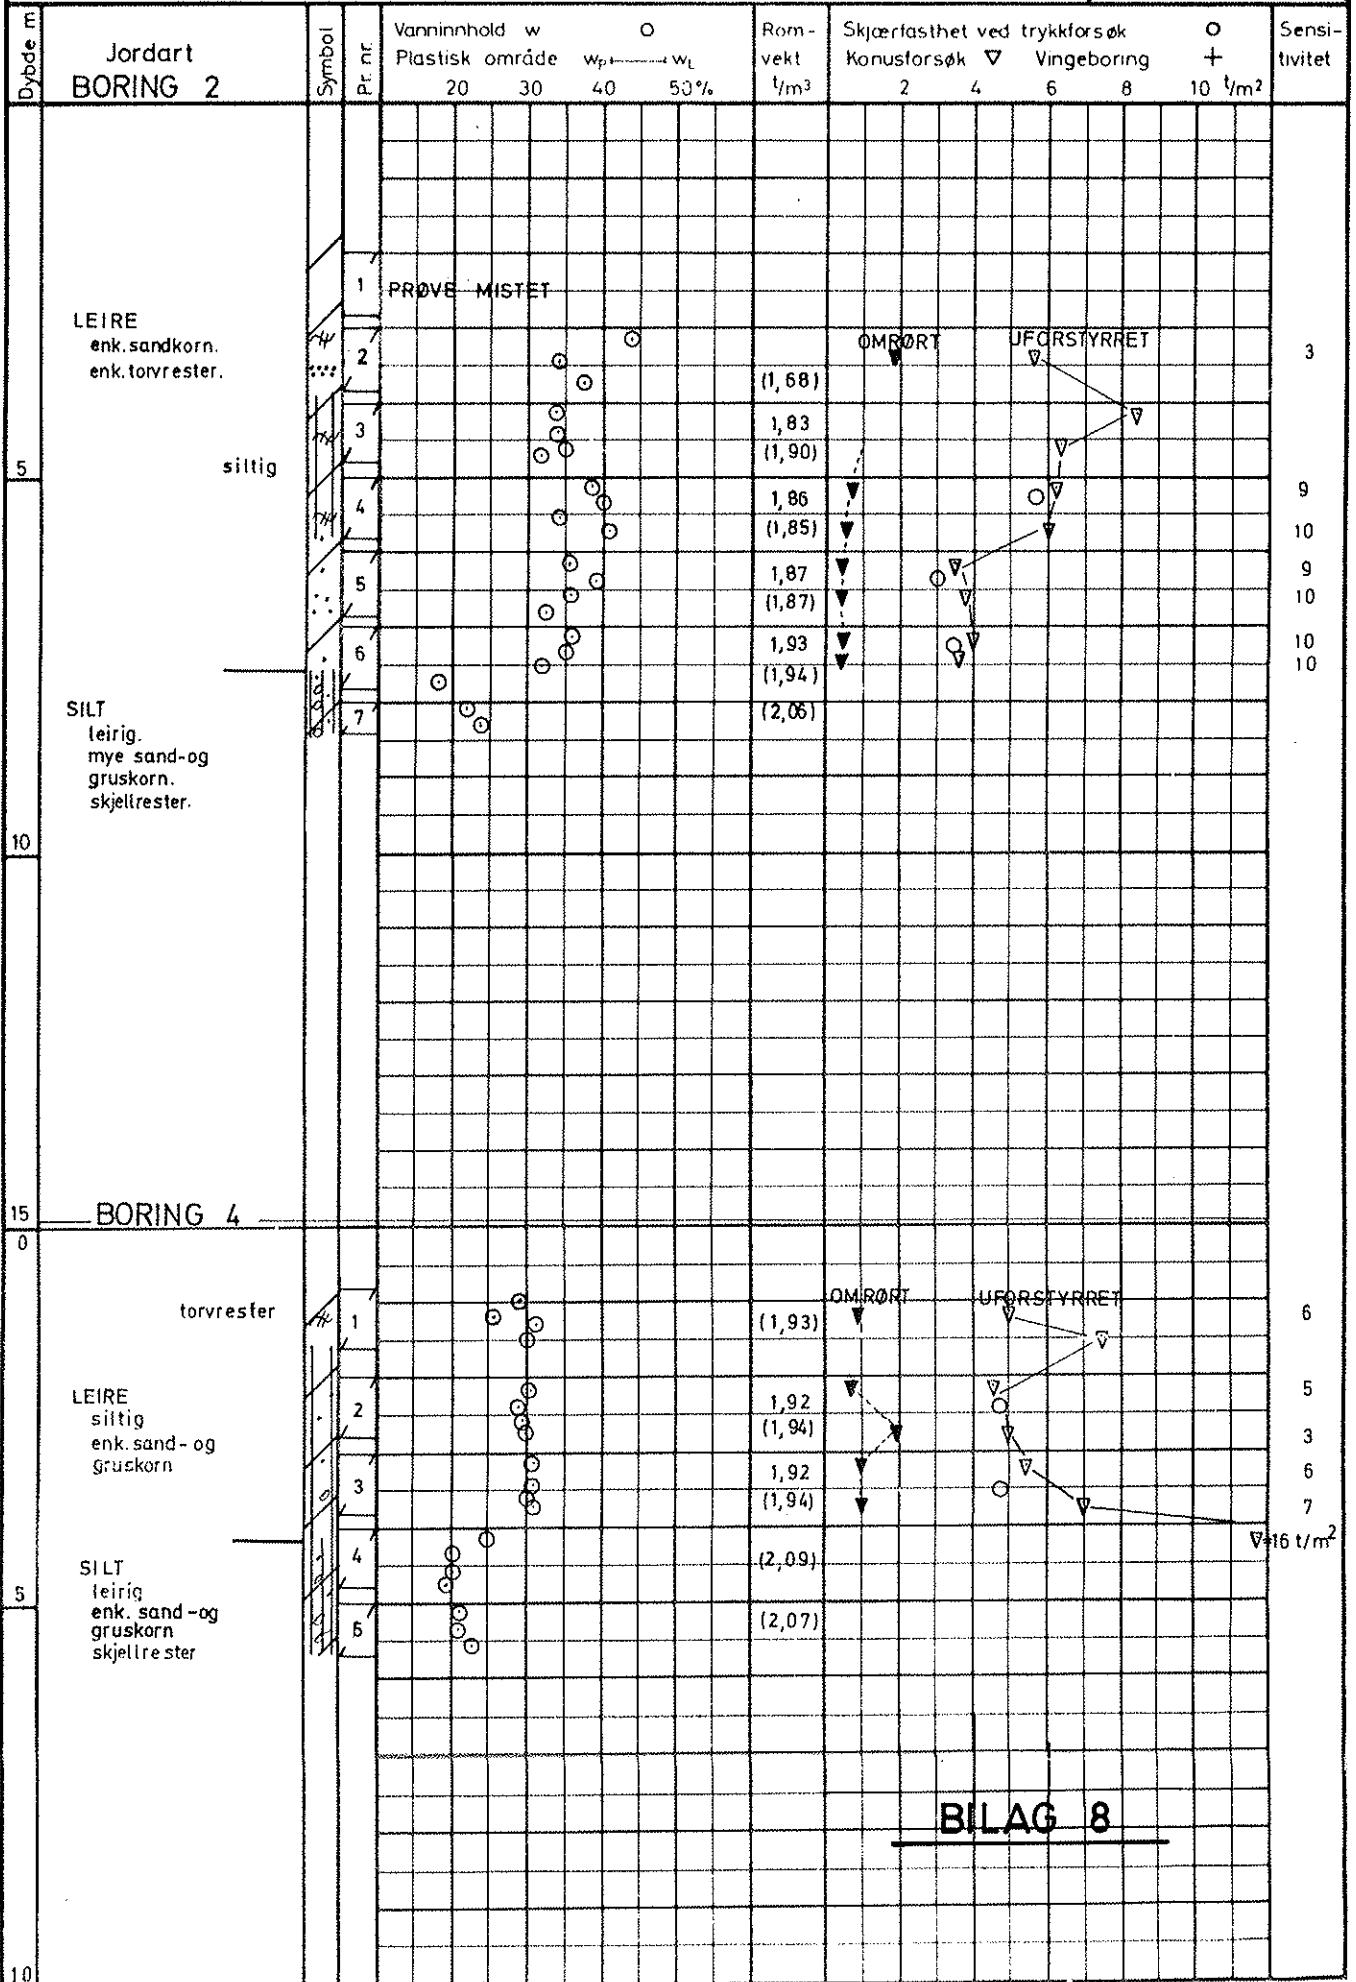 Dybde m
Jordart
BORING 2
Symbol
Pr. nr.
Vanninnhold w O
Plastisk område wp wL
20 30 40 50%
Rom-
vekt
t/m³
Skjærfasthet ved trykkforsøk O
Konusforsøk ▽ Vingeboring +
2 4 6 8 10 t/m²
Sensi-
tivitet
1 PRØVE MISTET
LEIRE
enk. sandkorn.
enk. torvrester.
2
OMRØRT UFORSTYRRET
3
(1,68)
3
1,83
(1,90)
siltig
5
4
1,86
(1,85)
9
10
5
1,87
(1,87)
9
10
6
1,93
(1,94)
10
10
7
(2,06)
SILT
leirig.
mye sand-og
gruskorn.
skjellrester.
10
15
BORING 4
0
torvrester
1
(1,93)
OMRØRT UFORSTYRRET
6
LEIRE
siltig
enk. sand-og
gruskorn
2
1,92
(1,94)
5
3
3
1,92
(1,94)
6
7
16 t/m²
4
(2,09)
SILT
leirig
enk. sand-og
gruskorn
skjellrester
5
5
(2,07)
BILAG 8
10